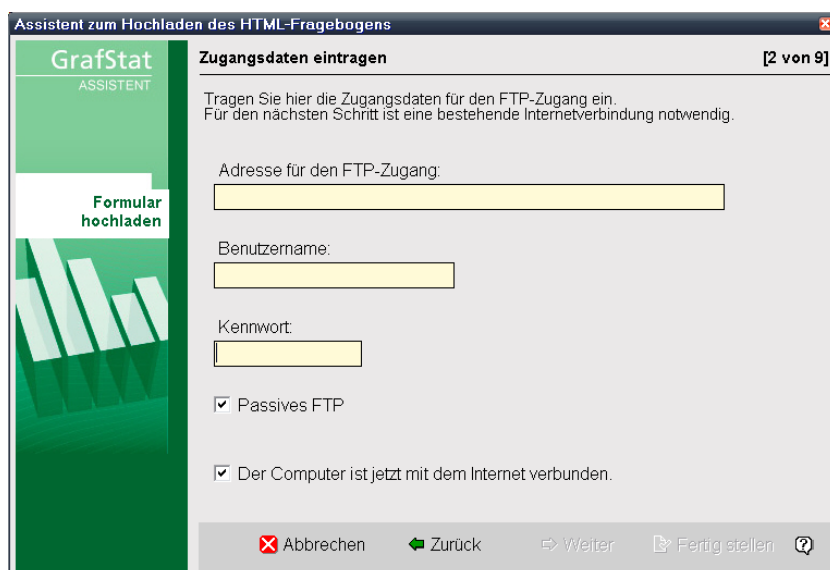 Assistent zum Hochladen des HTML-Fragebogens
GrafStat
ASSISTENT
Formular
hochladen
Zugangsdaten eintragen
[2 von 9]
Tragen Sie hier die Zugangsdaten für den FTP-Zugang ein.
Für den nächsten Schritt ist eine bestehende Internetverbindung notwendig.
Adresse für den FTP-Zugang:
Benutzername:
Kennwort:
Passives FTP
Der Computer ist jetzt mit dem Internet verbunden.
Abbrechen Zurück Weiter Fertig stellen ?